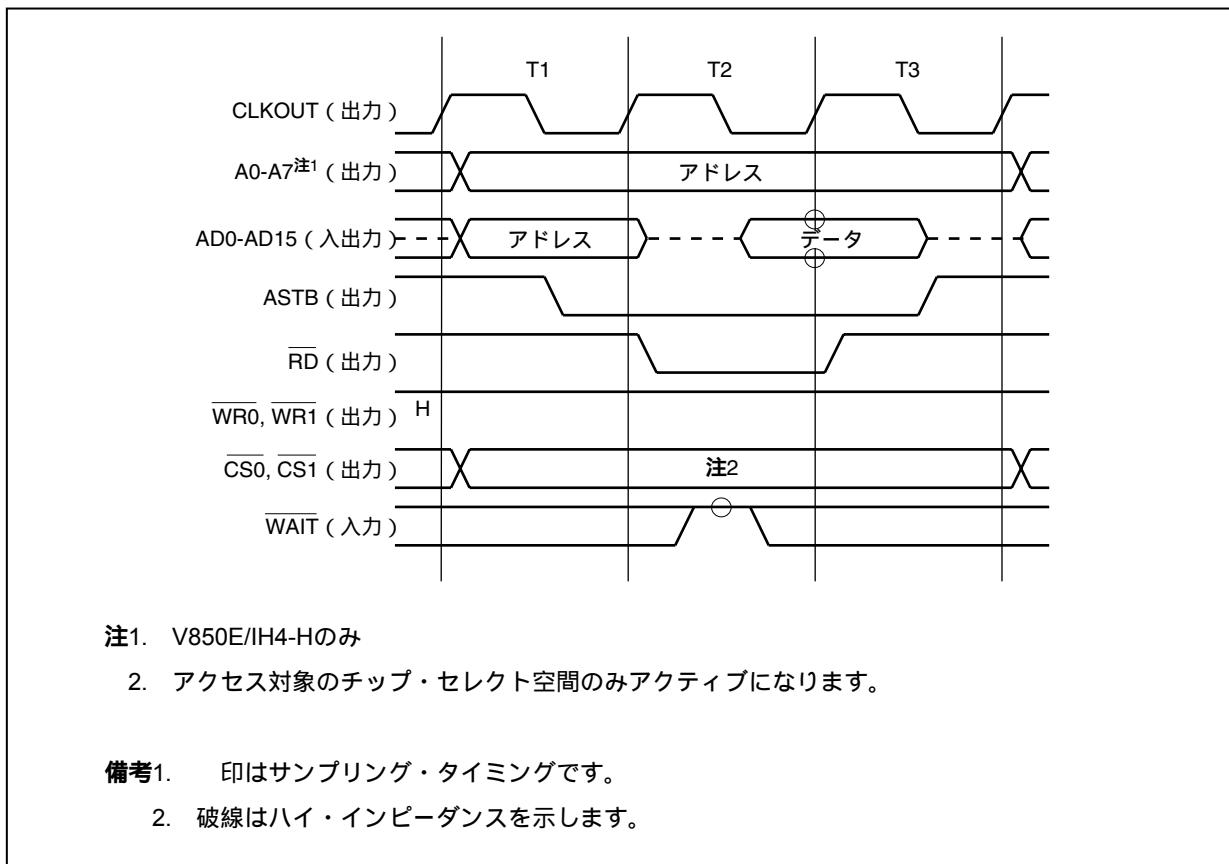 T1 T2 T3
CLKOUT（出力）
A0-A7注1（出力） アドレス
AD0-AD15（入出力） アドレス データ
ASTB（出力）
RD（出力）
WR0, WR1（出力） H
CS0, CS1（出力） 注2
WAIT（入力）
注1. V850E/IH4-Hのみ
2. アクセス対象のチップ・セレクト空間のみアクティブになります。
備考1. 印はサンプリング・タイミングです。
2. 破線はハイ・インピーダンスを示します。